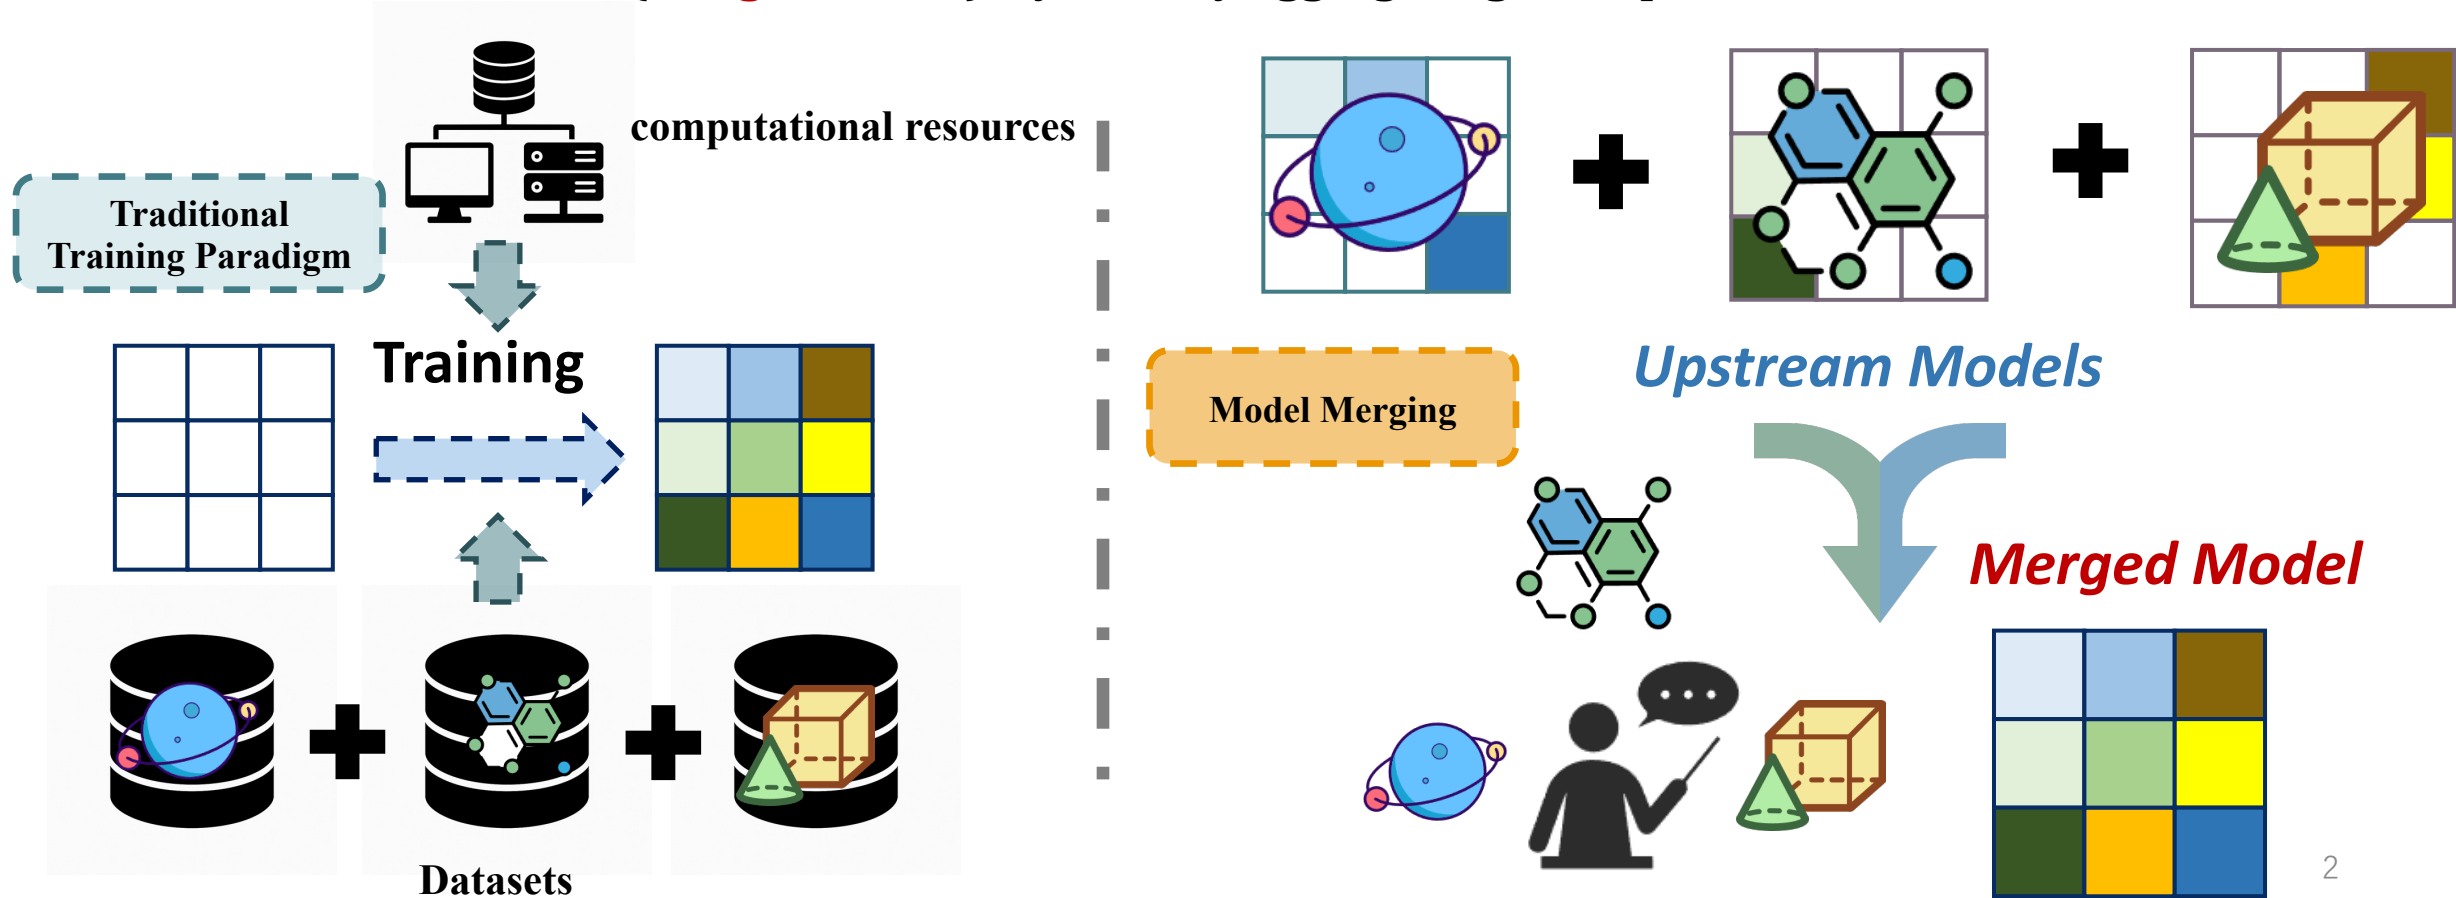 computational resources
Traditional
Training Paradigm
Training
Datasets
Upstream Models
Model Merging
Merged Model
2